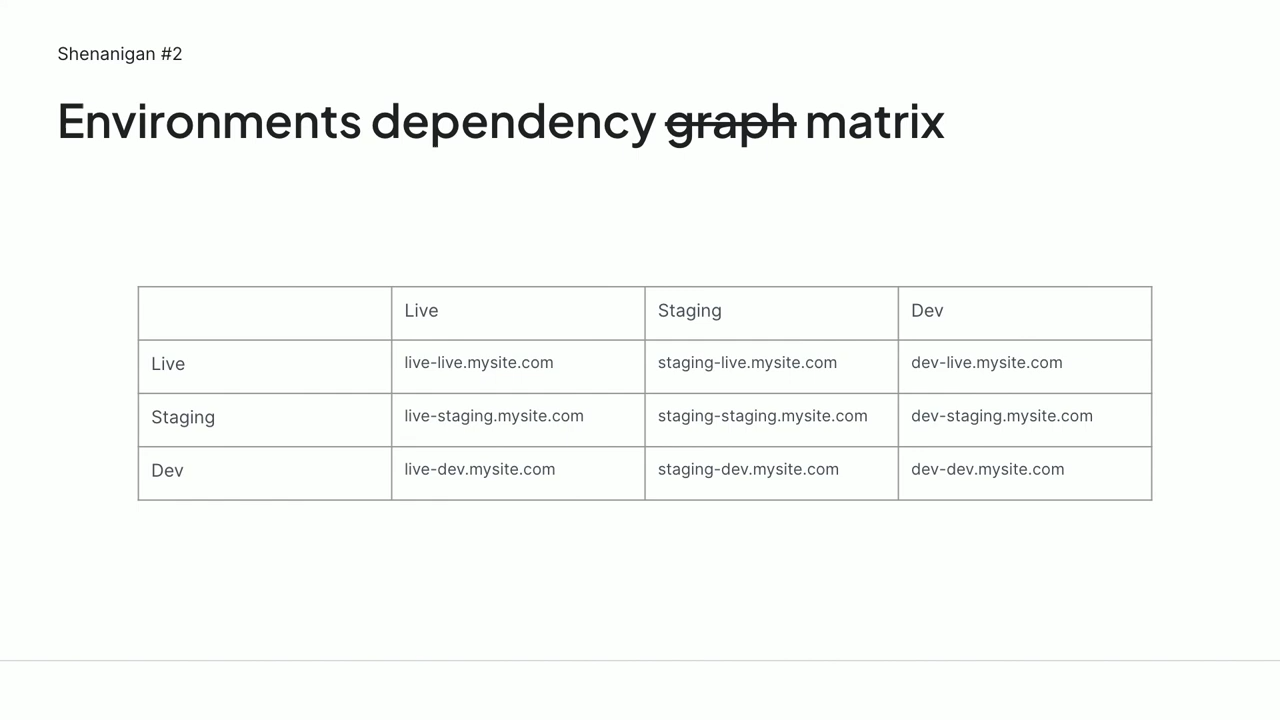 Shenanigan #2
Environments dependency graph matrix
Live Staging Dev
Live live-live.mysite.com staging-live.mysite.com dev-live.mysite.com
Staging live-staging.mysite.com staging-staging.mysite.com dev-staging.mysite.com
Dev live-dev.mysite.com staging-dev.mysite.com dev-dev.mysite.com